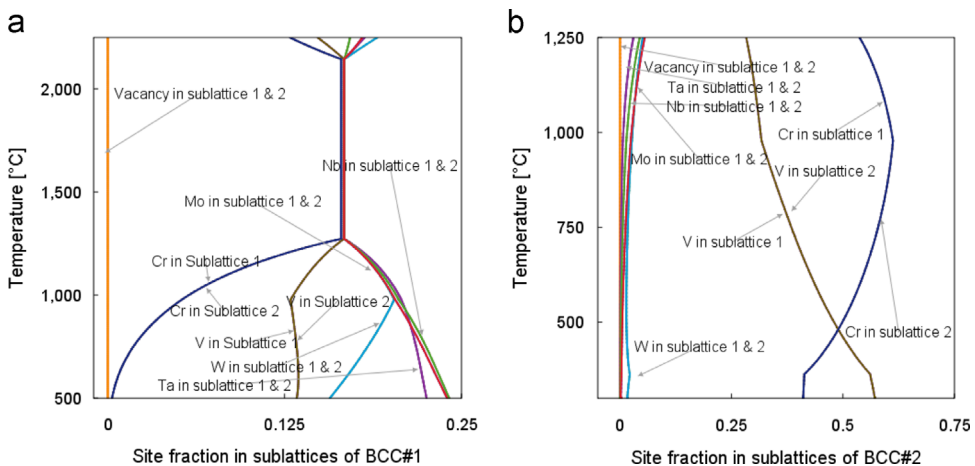 a
2,000
1,500
1,000
500
Temperature [°C]
Vacancy in sublattice 1 & 2
Nb in sublattice 1 & 2
Mo in sublattice 1 & 2
Cr in Sublattice 1
Cr in Sublattice 2
V in Sublattice 2
V in Sublattice 1
W in sublattice 1 & 2
Ta in sublattice 1 & 2
0
0.125
0.25
Site fraction in sublattices of BCC#1
b
1,250
1,000
750
500
Temperature [°C]
Vacancy in sublattice 1 & 2
Ta in sublattice 1 & 2
Nb in sublattice 1 & 2
Cr in sublattice 1
Mo in sublattice 1 & 2
V in sublattice 2
V in sublattice 1
Cr in sublattice 2
W in sublattice 1 & 2
0
0.25
0.5
0.75
Site fraction in sublattices of BCC#2